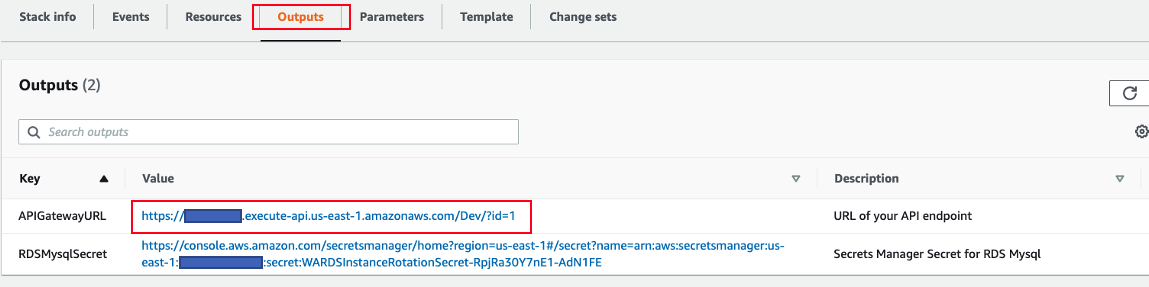 Stack info Events Resources Outputs Parameters Template Change sets
Outputs (2)
Search outputs
Key Value Description
APIGatewayURL https://.execute-api.us-east-1.amazonaws.com/Dev/?id=1 URL of your API endpoint
RDSMysqlSecret https://console.aws.amazon.com/secretsmanager/home?region=us-east-1#/secret?name=arn:aws:secretsmanager:us- Secrets Manager Secret for RDS Mysql
east-1::secret:WARDSInstanceRotationSecret-RpjRa30Y7nE1-AdN1FE